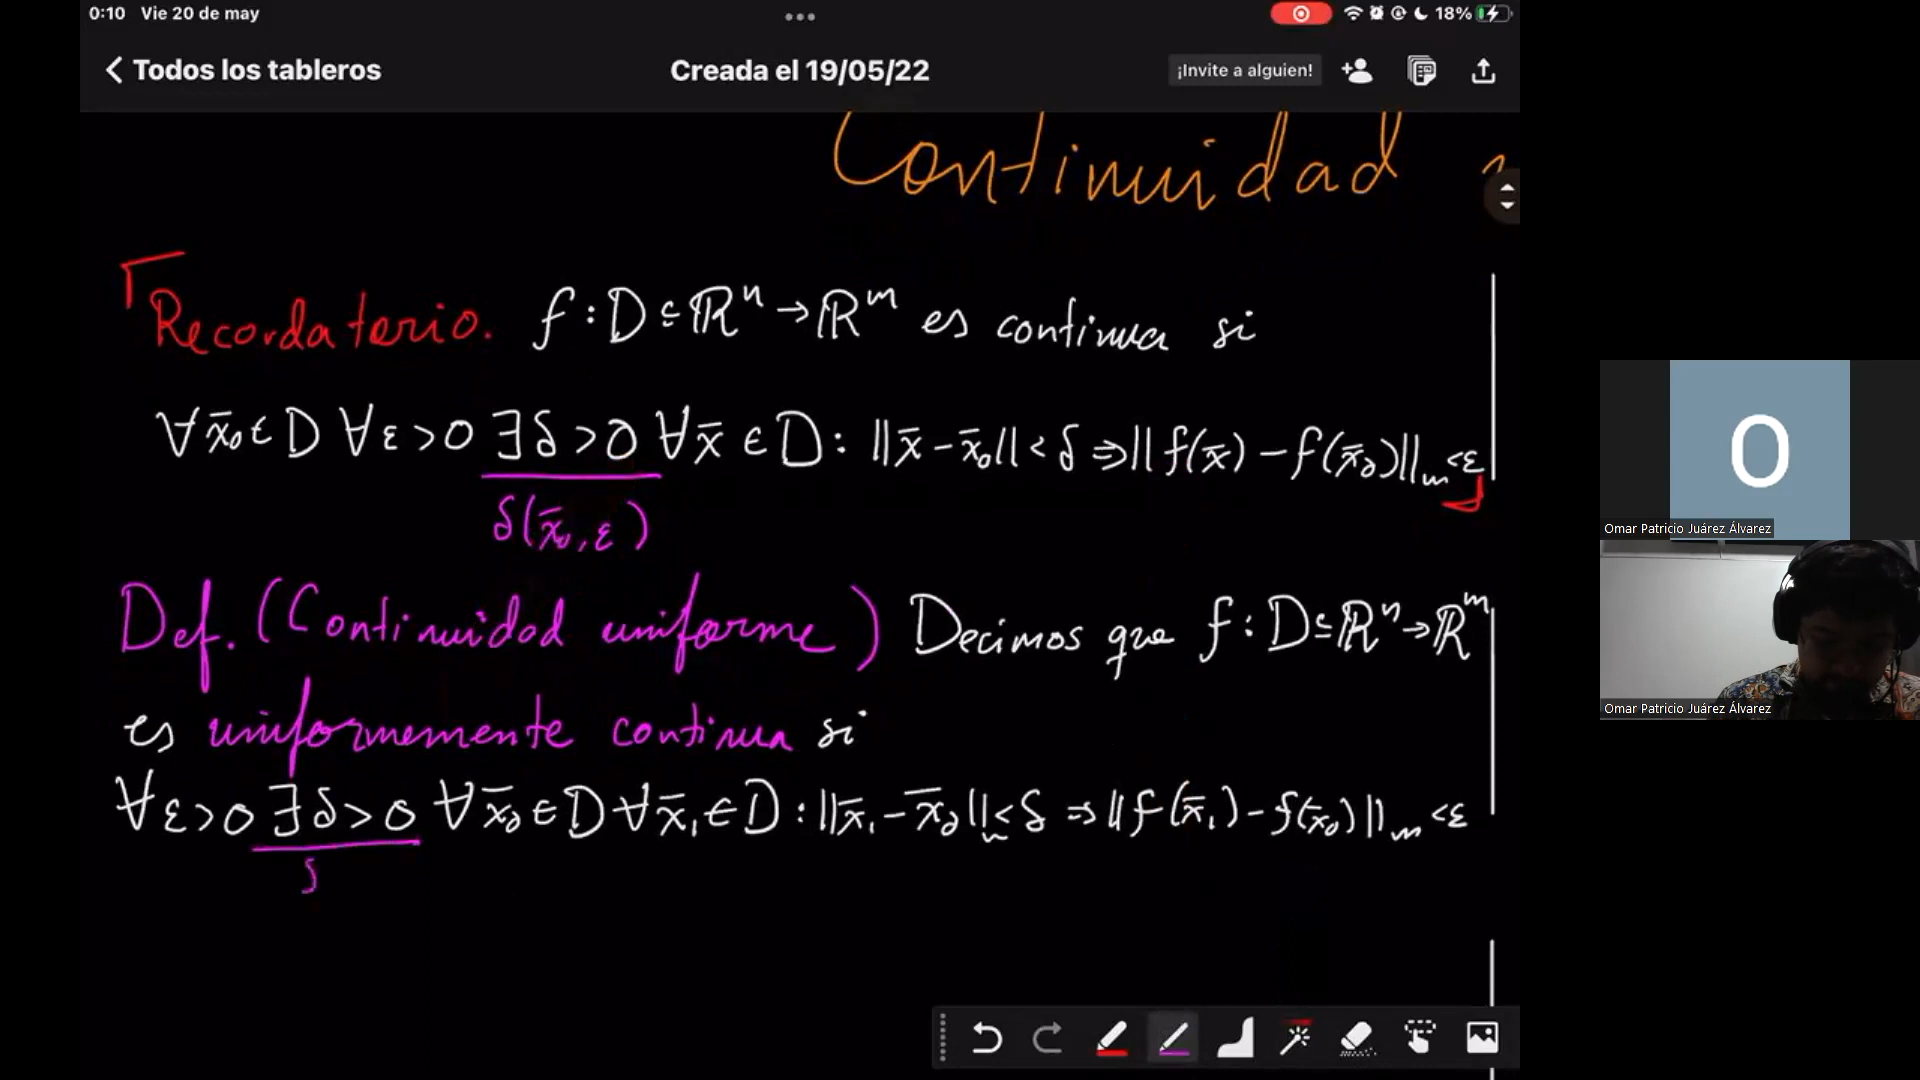 0:10 Vie 20 de may
18%
Todos los tableros
Creada el 19/05/22
¡Invite a alguien!
Continuidad
Recordatorio. f : D ⊆ ℝⁿ → ℝᵐ es continua si
∀ x̄₀ ∈ D ∀ ε > 0 ∃ δ > 0 ∀ x̄ ∈ D : ||x̄ - x̄₀|| < δ ⇒ || f(x̄) - f(x̄₀)||ₘ < ε
δ(x̄₀, ε)
Def. (Continuidad uniforme) Decimos que f : D ⊆ ℝⁿ → ℝᵐ
es uniformemente continua si
∀ ε > 0 ∃ δ > 0 ∀ x̄₀ ∈ D ∀ x̄₁ ∈ D : ||x̄₁ - x̄₀||ₙ < δ ⇒ || f(x̄₁) - f(x̄₀) ||ₘ < ε
O
Omar Patricio Juárez Álvarez
Omar Patricio Juárez Álvarez